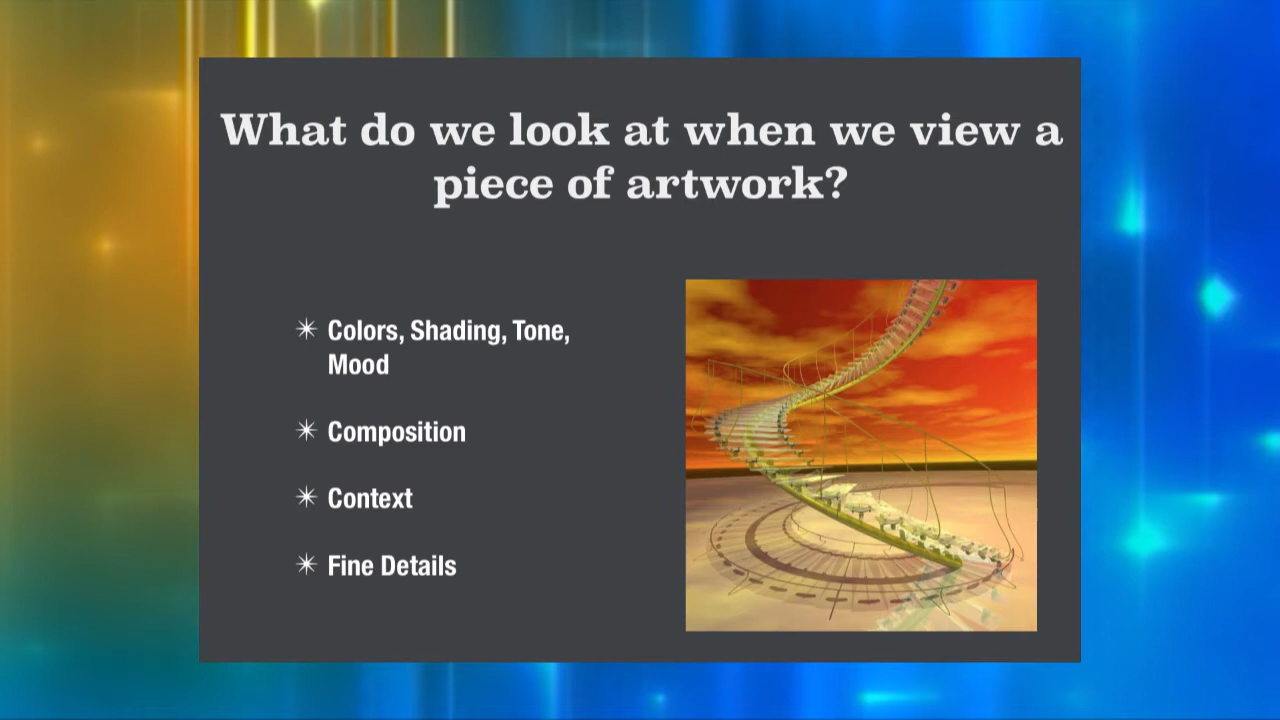 What do we look at when we view a
piece of artwork?
Colors, Shading, Tone,
Mood
Composition
Context
Fine Details